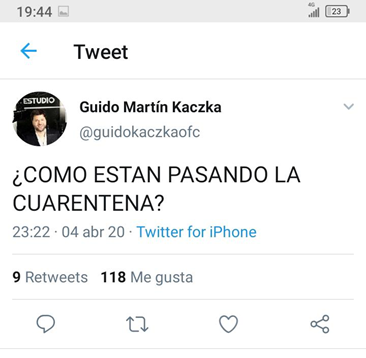 19:44
4G
23
Tweet
ESTUDIO
Guido Martín Kaczka
@guidokaczkaofc
¿COMO ESTAN PASANDO LA
CUARENTENA?
23:22 · 04 abr 20 · Twitter for iPhone
9 Retweets 118 Me gusta